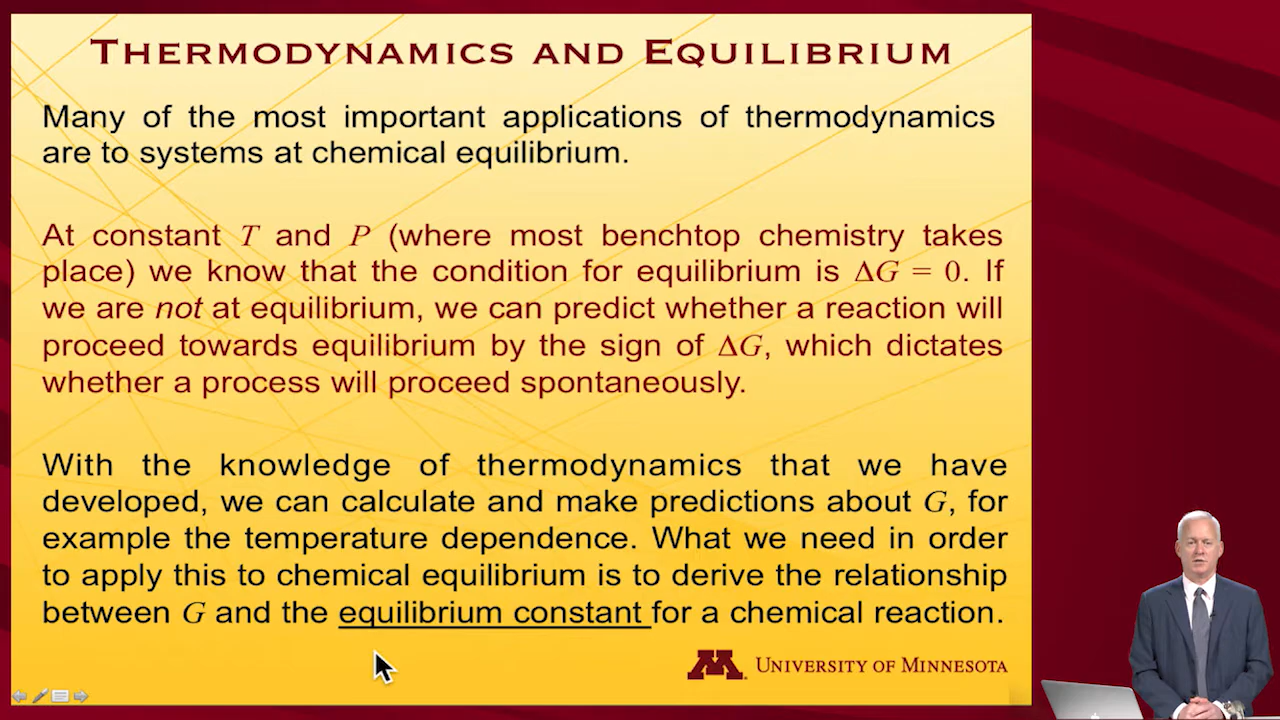 THERMODYNAMICS AND EQUILIBRIUM
Many of the most important applications of thermodynamics
are to systems at chemical equilibrium.
At constant T and P (where most benchtop chemistry takes
place) we know that the condition for equilibrium is ΔG = 0. If
we are not at equilibrium, we can predict whether a reaction will
proceed towards equilibrium by the sign of ΔG, which dictates
whether a process will proceed spontaneously.
With the knowledge of thermodynamics that we have
developed, we can calculate and make predictions about G, for
example the temperature dependence. What we need in order
to apply this to chemical equilibrium is to derive the relationship
between G and the equilibrium constant for a chemical reaction.
M UNIVERSITY OF MINNESOTA